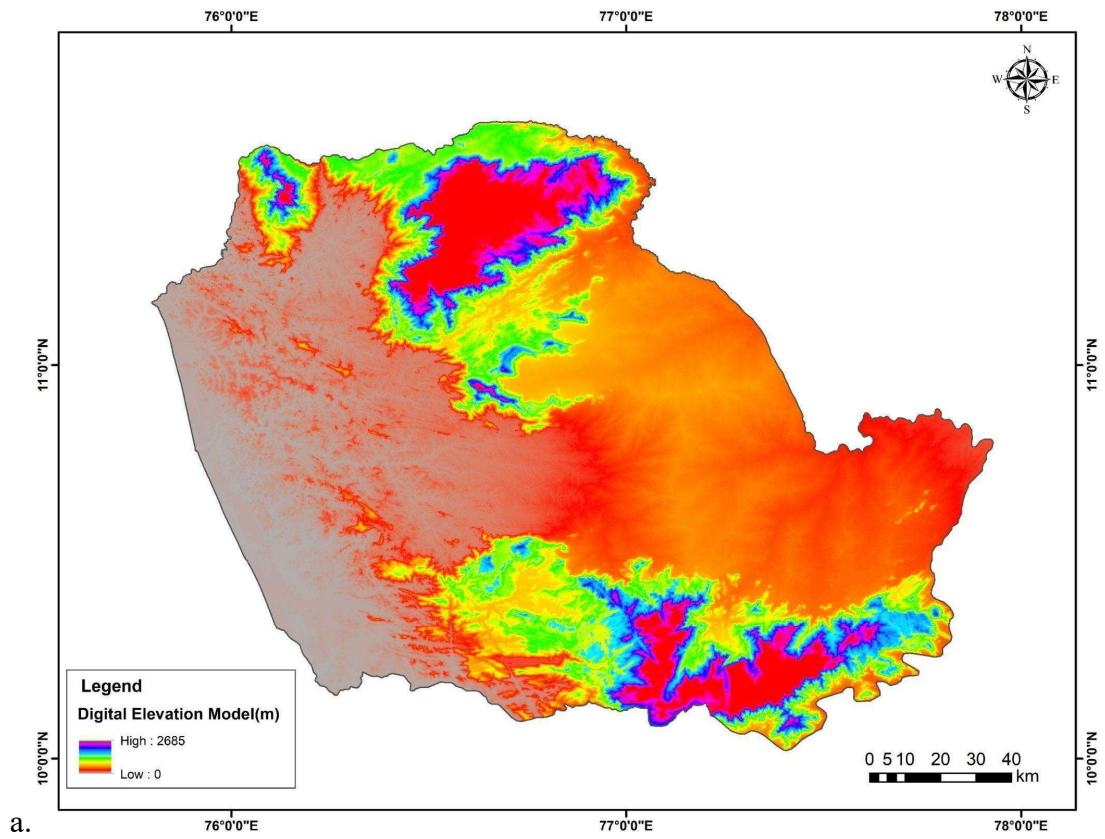 76°0'0"E 77°0'0"E 78°0'0"E
N
W E
S
11°0'0"N 11°0'0"N
10°0'0"N 10°0'0"N
Legend
Digital Elevation Model(m)
High : 2685
Low : 0
0 5 10 20 30 40
km
76°0'0"E 77°0'0"E 78°0'0"E
a.